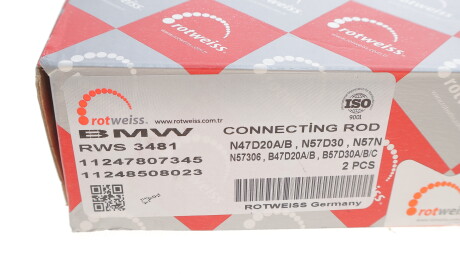 rotweiss
rotweiss
rotweiss
www.rotweiss.com.tr
BMW
RWS 3481
11247807345
11248508023
ISO
9001
CONNECTİNG ROD
N47D20A/B , N57D30 , N57N
N57306 , B47D20A/B , B57D30A/B/C
2 PCS
ROTWEISS Germany
rotweiss